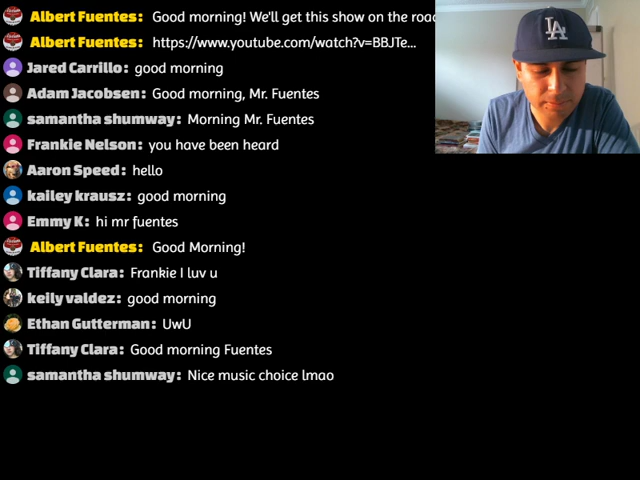 Albert Fuentes: Good morning! We'll get this show on the road
Albert Fuentes: https://www.youtube.com/watch?v=BBJTe...
Jared Carrillo: good morning
Adam Jacobsen: Good morning, Mr. Fuentes
samantha shumway: Morning Mr. Fuentes
Frankie Nelson: you have been heard
Aaron Speed: hello
kailey krausz: good morning
Emmy K: hi mr fuentes
Albert Fuentes: Good Morning!
Tiffany Clara: Frankie I luv u
keily valdez: good morning
Ethan Gutterman: UwU
Tiffany Clara: Good morning Fuentes
samantha shumway: Nice music choice lmao
LA